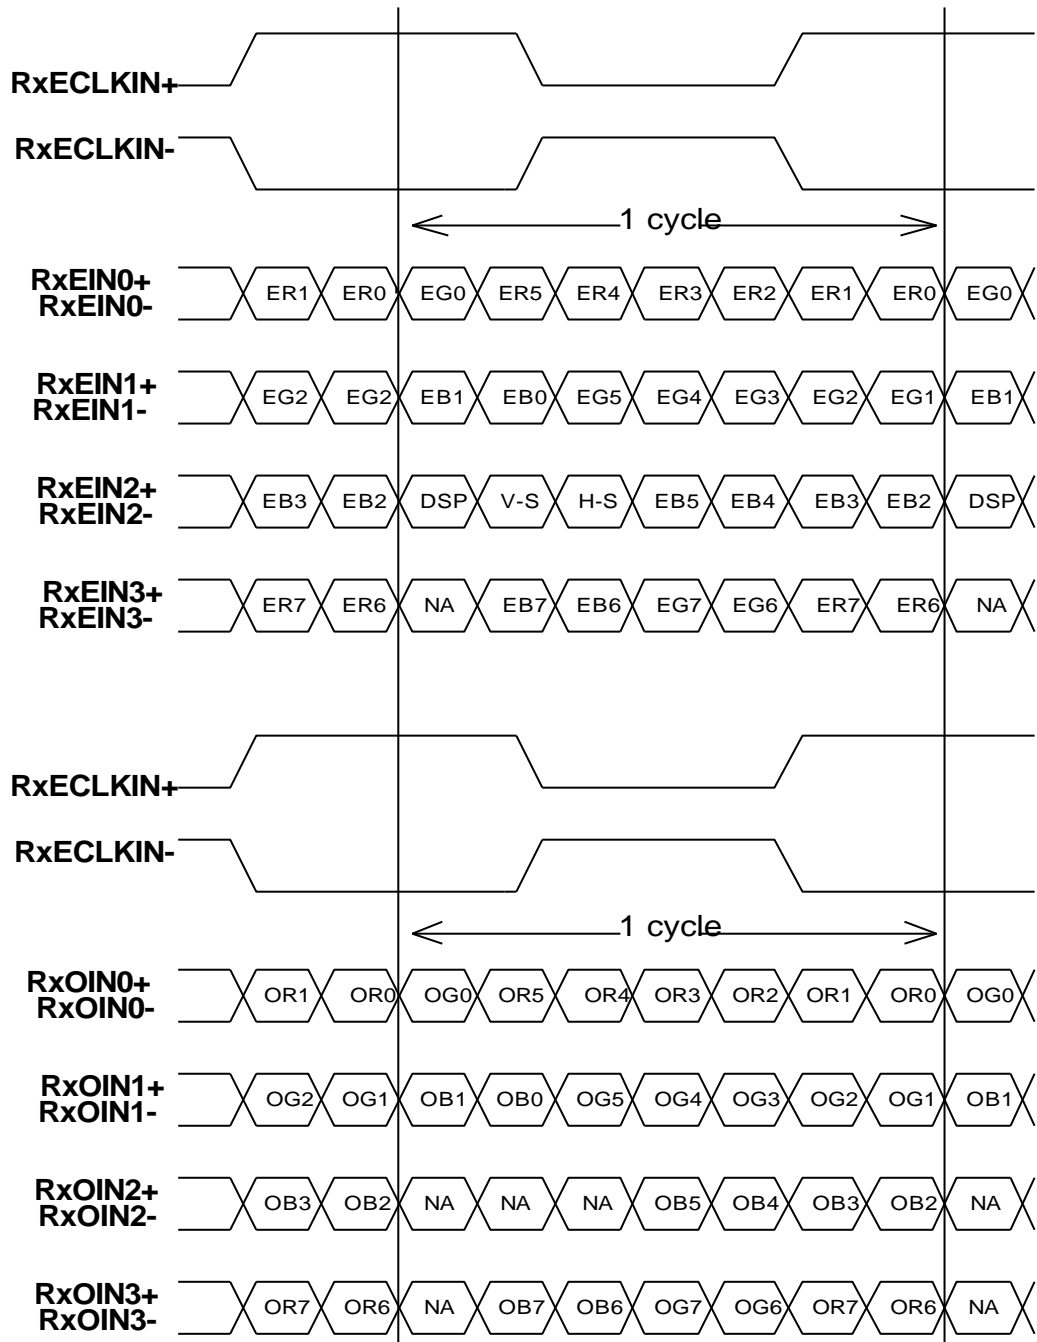 RxECLKIN+
RxECLKIN-
1 cycle
RxEIN0+
RxEIN0-
ER1 ER0 EG0 ER5 ER4 ER3 ER2 ER1 ER0 EG0
RxEIN1+
RxEIN1-
EG2 EG2 EB1 EB0 EG5 EG4 EG3 EG2 EG1 EB1
RxEIN2+
RxEIN2-
EB3 EB2 DSP V-S H-S EB5 EB4 EB3 EB2 DSP
RxEIN3+
RxEIN3-
ER7 ER6 NA EB7 EB6 EG7 EG6 ER7 ER6 NA
RxECLKIN+
RxECLKIN-
1 cycle
RxOIN0+
RxOIN0-
OR1 OR0 OG0 OR5 OR4 OR3 OR2 OR1 OR0 OG0
RxOIN1+
RxOIN1-
OG2 OG1 OB1 OB0 OG5 OG4 OG3 OG2 OG1 OB1
RxOIN2+
RxOIN2-
OB3 OB2 NA NA NA OB5 OB4 OB3 OB2 NA
RxOIN3+
RxOIN3-
OR7 OR6 NA OB7 OB6 OG7 OG6 OR7 OR6 NA